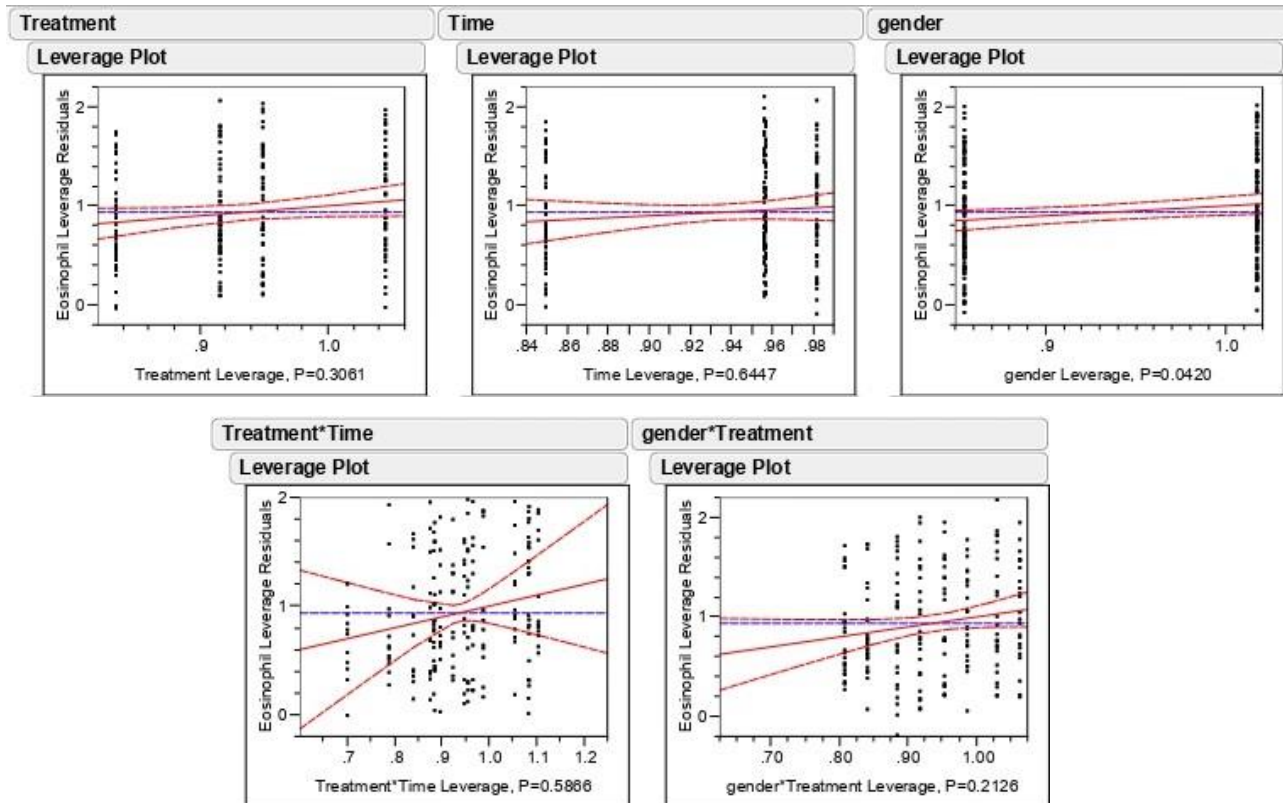 Treatment
Leverage Plot
Eosinophil Leverage Residuals
2
1
0
.9 1.0
Treatment Leverage, P=0.3061
Time
Leverage Plot
Eosinophil Leverage Residuals
2
1
0
.84 .86 .88 .90 .92 .94 .96 .98
Time Leverage, P=0.6447
gender
Leverage Plot
Eosinophil Leverage Residuals
2
1
0
.9 1.0
gender Leverage, P=0.0420
Treatment*Time
Leverage Plot
Eosinophil Leverage Residuals
2
1
0
.7 .8 .9 1.0 1.1 1.2
Treatment*Time Leverage, P=0.5866
gender*Treatment
Leverage Plot
Eosinophil Leverage Residuals
2
1
0
.70 .80 .90 1.00
gender*Treatment Leverage, P=0.2126